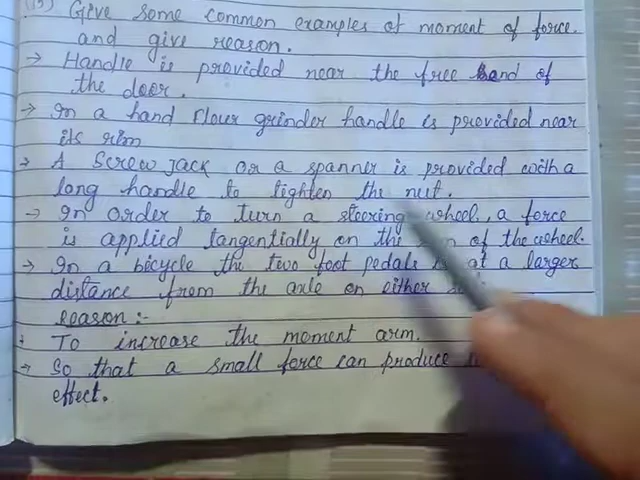 (15) Give some common examples of moment of force.
and give reason.
→ Handle is provided near the free end of
the door.
→ In a hand flour grinder handle is provided near
its rim
→ A screw jack or a spanner is provided with a
long handle to tighten the nut.
→ In order to turn a steering wheel, a force
is applied tangentially on the rim of the wheel.
→ In a bicycle the two foot pedals at a larger
distance from the axle on either
reason:-
→ To increase the moment arm.
→ So that a small force can produce
effect.